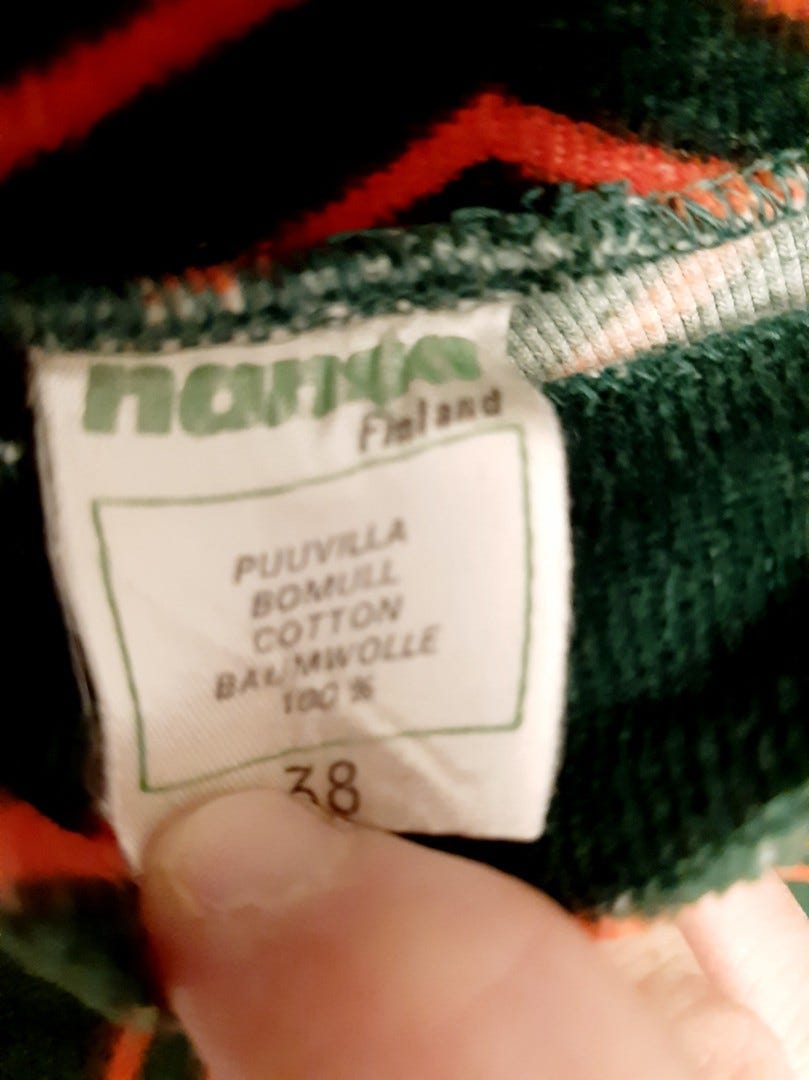 Finland
PUUVILLA
BOMULL
COTTON
BAUMWOLLE
100 %
38